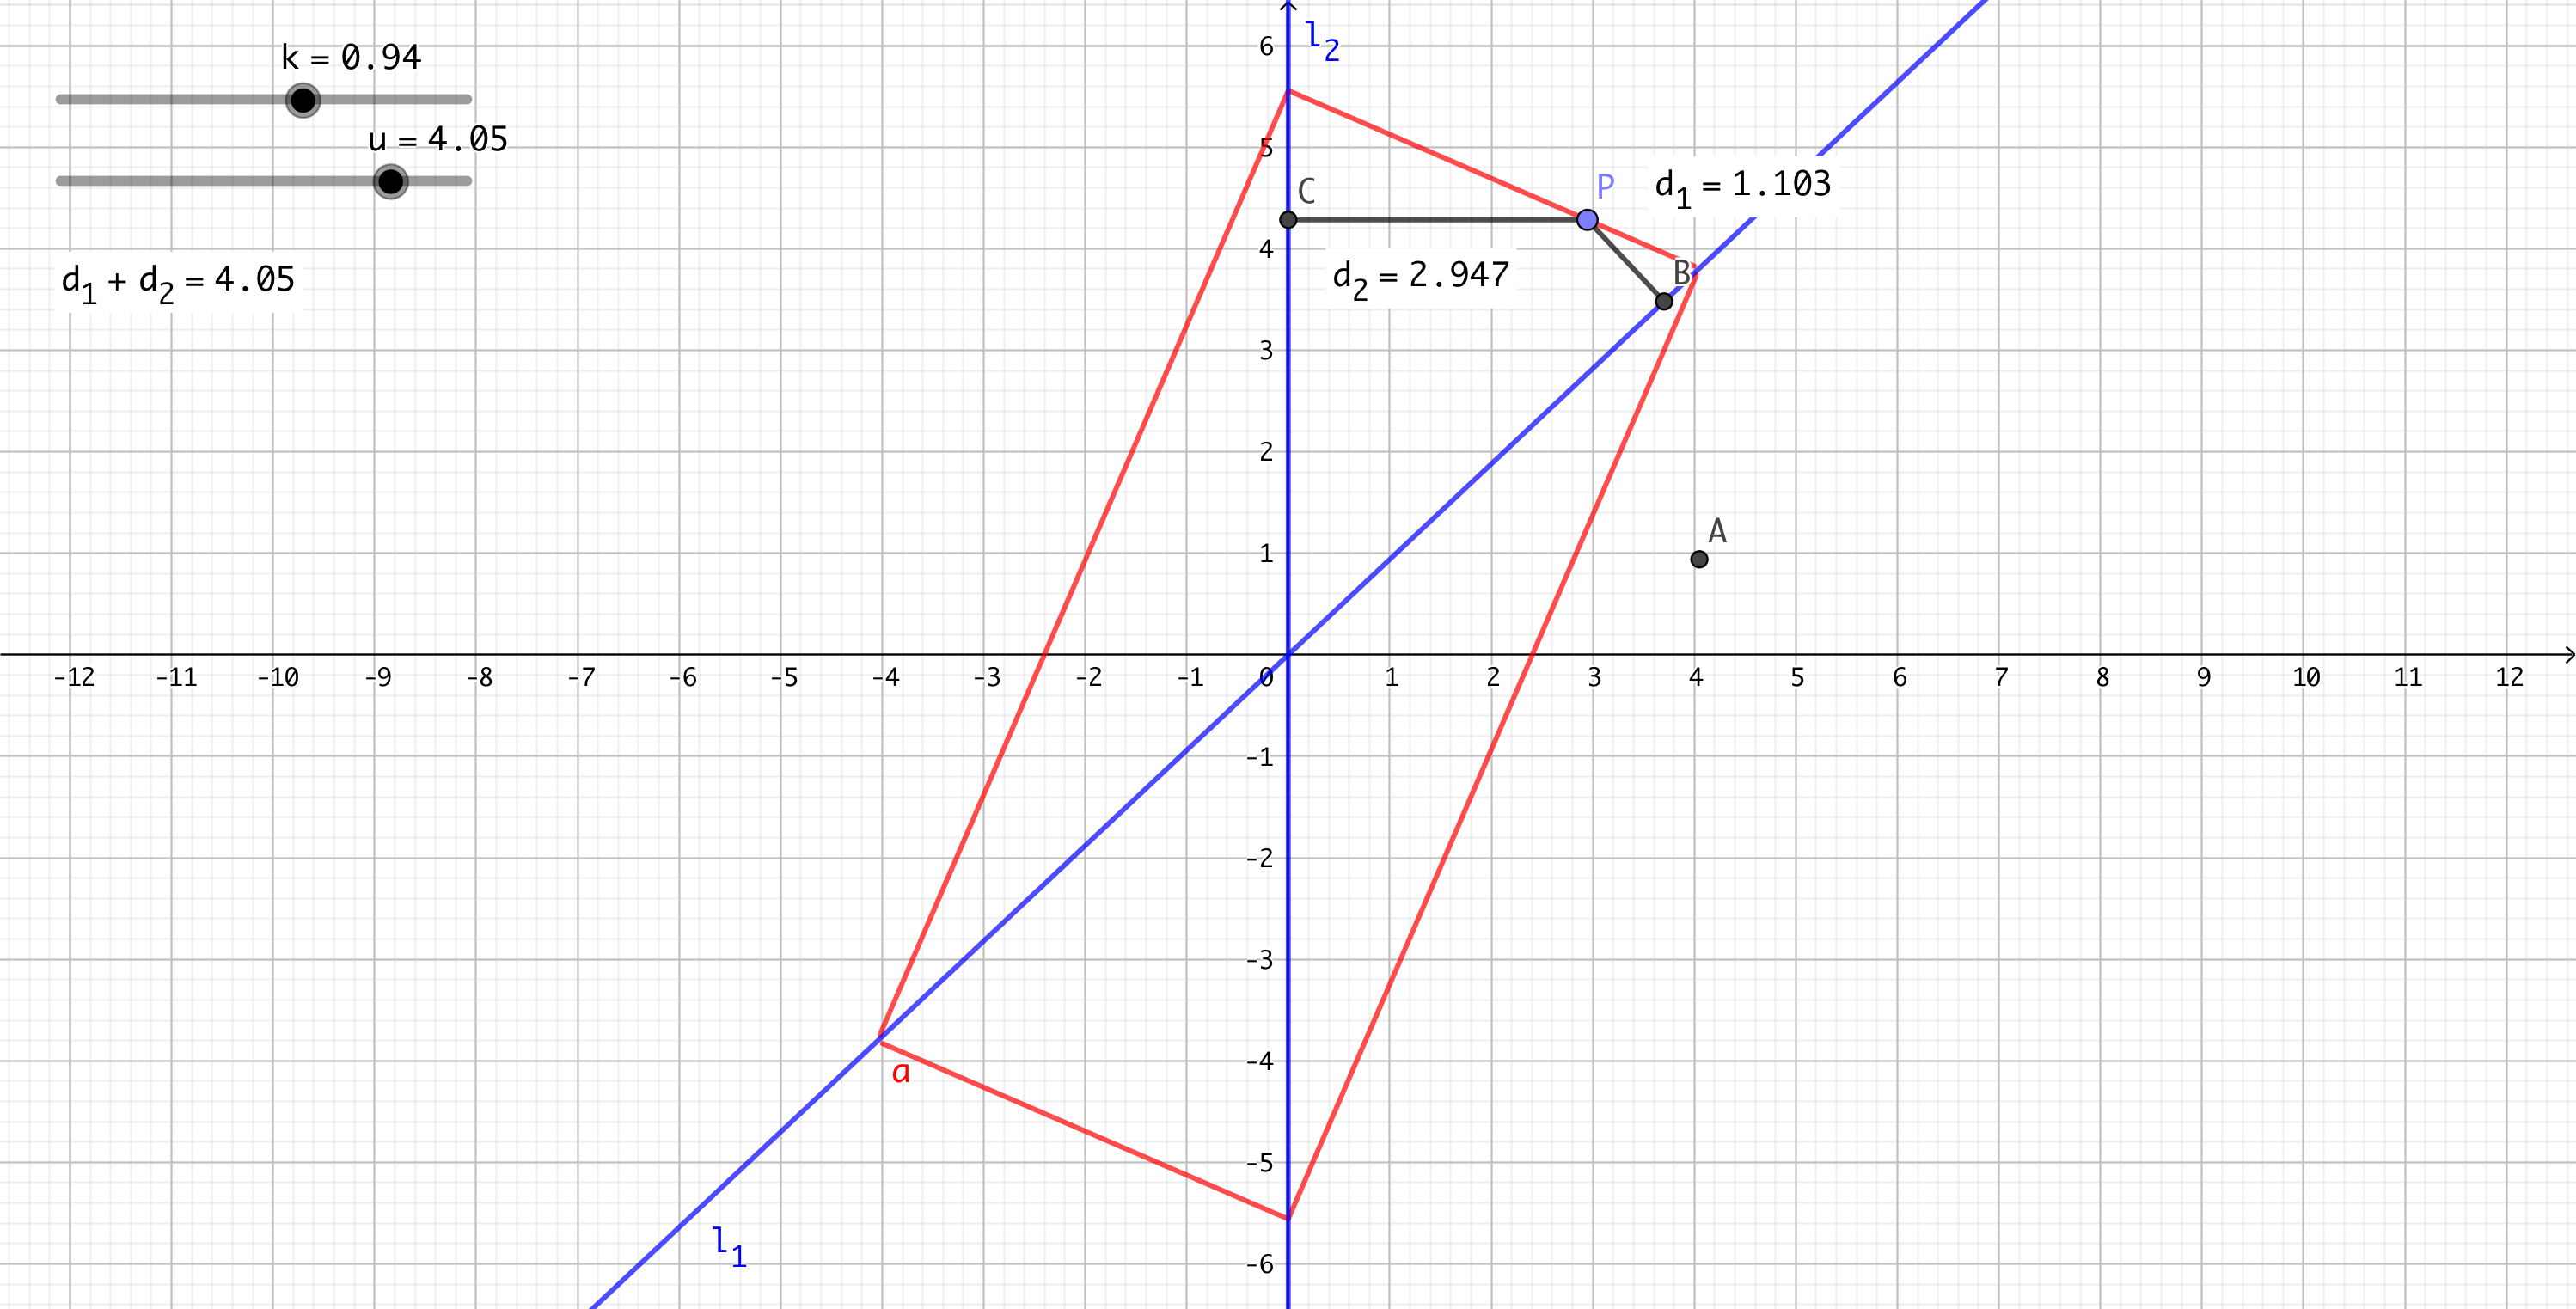 k = 0.94
u = 4.05
d₁ + d₂ = 4.05
l₂
6
5
C
P
d₁ = 1.103
4
d₂ = 2.947
B
3
2
A
1
-12 -11 -10 -9 -8 -7 -6 -5 -4 -3 -2 -1 0 1 2 3 4 5 6 7 8 9 10 11 12
-1
-2
-3
-4
a
-5
l₁
-6